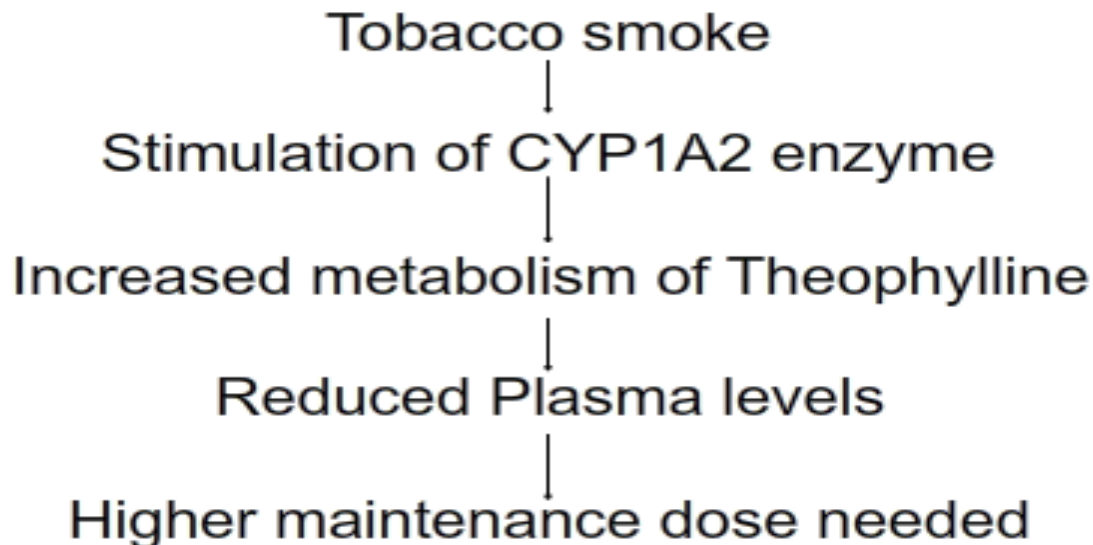 Tobacco smoke
Stimulation of CYP1A2 enzyme
Increased metabolism of Theophylline
Reduced Plasma levels
Higher maintenance dose needed